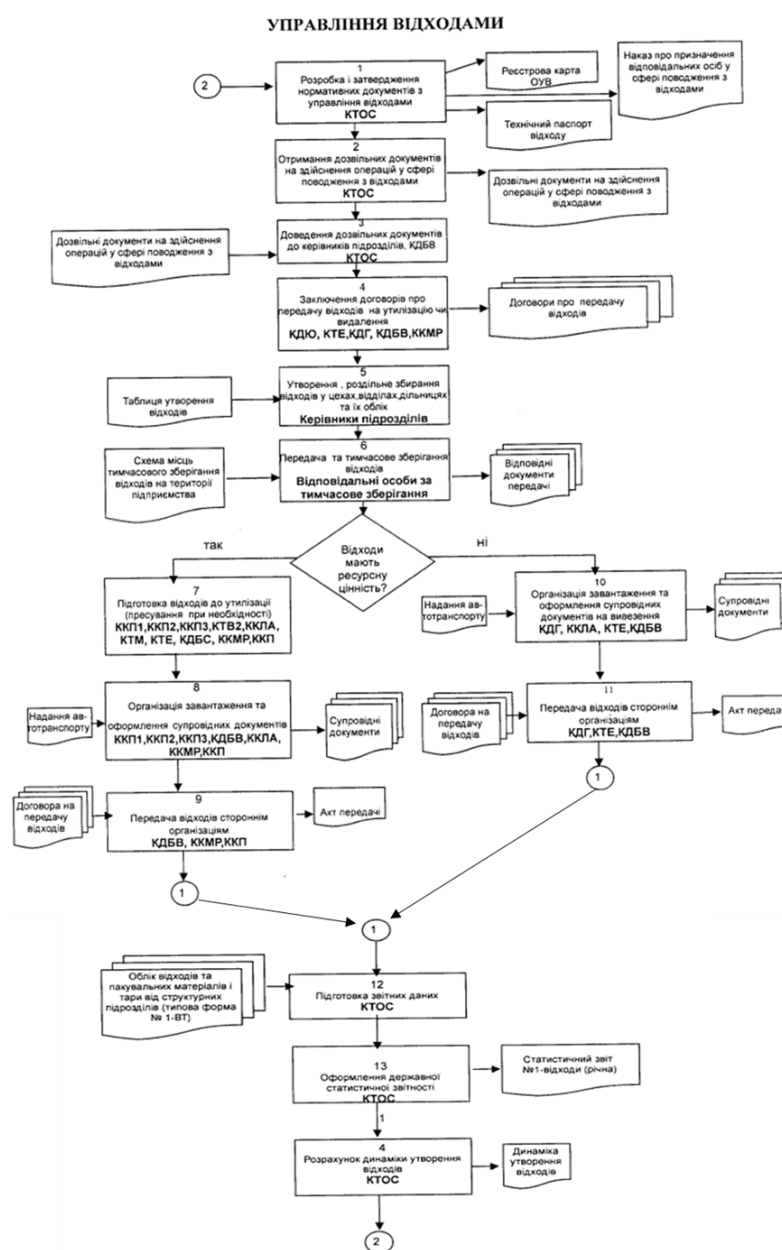 УПРАВЛІННЯ ВІДХОДАМИ
2
1
Розробка і затвердження
нормативних документів з
управління відходами
КТОС
Реєстрова карта
ОУВ
Наказ про призначення
відповідальних осіб у
сфері поводження з
відходами
Технічний паспорт
відходу
2
Отримання дозвільних документів
на здійснення операцій у сфері
поводження з відходами
КТОС
Дозвільні документи на здійснення
операцій у сфері поводження з
відходами
3
Доведення дозвільних документів
до керівників підрозділів, КДБВ
КТОС
Дозвільні документи на здійснення
операцій у сфері поводження з
відходами
4
Заключення договорів про
передачу відходів на утилізацію чи
видалення
КДЮ, КТЕ,КДГ, КДБВ,ККМР
Договори про передачу
відходів
5
Утворення , роздільне збирання
відходів у цехах,відділах,дільницях
та їх облік
Керівники підрозділів
Таблиця утворення
відходів
6
Передача та тимчасове зберігання
відходів
Відповідальні особи за
тимчасове зберігання
Схема місць
тимчасового зберігання
відходів на території
підприємства
Відповідні
документи
передачі
Відходи
мають
ресурсну
цінність?
так
ні
7
Підготовка відходів до утилізації
(пресування при необхідності)
ККП1,ККП2,ККП3,КТВ2,ККЛА,
КТМ, КТЕ, КДБС, ККМР,ККП
10
Організація завантаження та
оформлення супровідних
документів на вивезення
КДГ, ККЛА, КТЕ,КДБВ
Надання ав-
тотранспорту
Супровідні
документи
8
Організація завантаження та
оформлення супровідних документів
ККП1,ККП2,ККП3,КДБВ,ККЛА,
ККМР,ККП
Надання ав-
тотранспорту
Супровідні
документи
11
Передача відходів стороннім
організаціям
КДГ,КТЕ,КДБВ
Договора на
передачу
відходів
Акт передачі
1
9
Передача відходів стороннім
організаціям
КДБВ, ККМР,ККП
Договора на
передачу
відходів
Акт передачі
1
1
12
Підготовка звітних даних
КТОС
Облік відходів та
пакувальних матеріалів і
тари від структурних
підрозділів (типова форма
№ 1-ВТ)
13
Оформлення державної
статистичної звітності
КТОС
Статистичний звіт
№1-відходи (річна)
1
4
Розрахунок динаміки утворення
відходів
КТОС
Динаміка
утворення
відходів
2